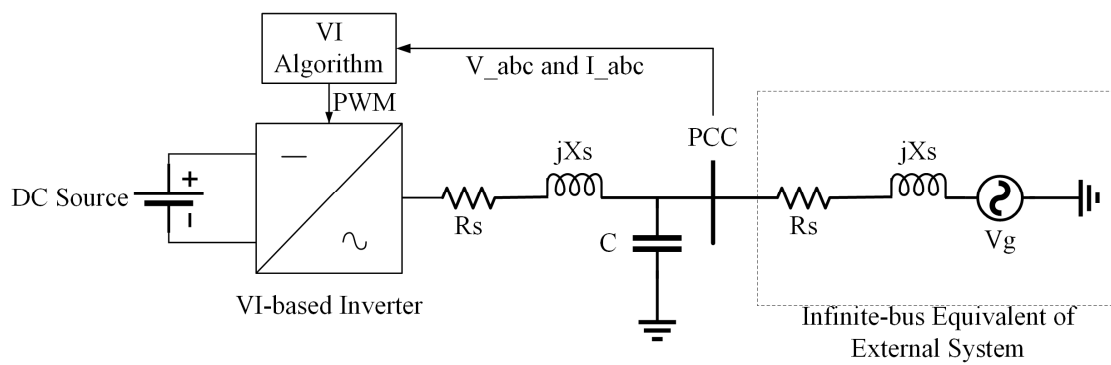 VI
Algorithm
V_abc and I_abc
PWM
PCC
DC Source
+
−
jXs
Rs
C
jXs
Rs
Vg
VI-based Inverter
Infinite-bus Equivalent of
External System